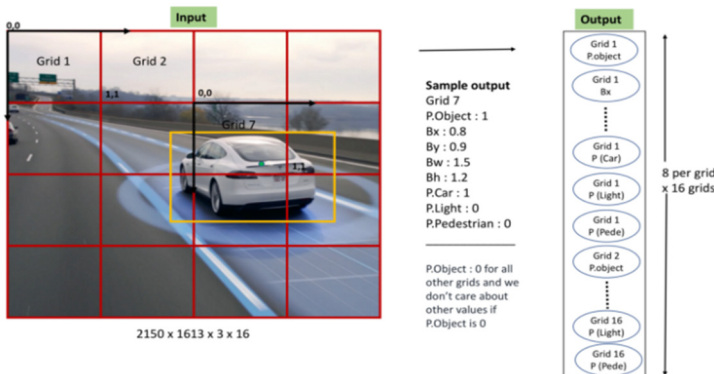 Input
0,0
Grid 1
Grid 2
1,1
0,0
Grid 7
1,1
2150 x 1613 x 3 x 16
Sample output
Grid 7
P.Object : 1
Bx : 0.8
By : 0.9
Bw : 1.5
Bh : 1.2
P.Car : 1
P.Light : 0
P.Pedestrian : 0
P.Object : 0 for all
other grids and we
don't care about
other values if
P.Object is 0
Output
Grid 1
P.object
Grid 1
Bx
Grid 1
P (Car)
Grid 1
P (Light)
Grid 1
P (Pede)
Grid 2
P.object
Grid 16
P (Light)
Grid 16
P (Pede)
8 per grid
x 16 grids